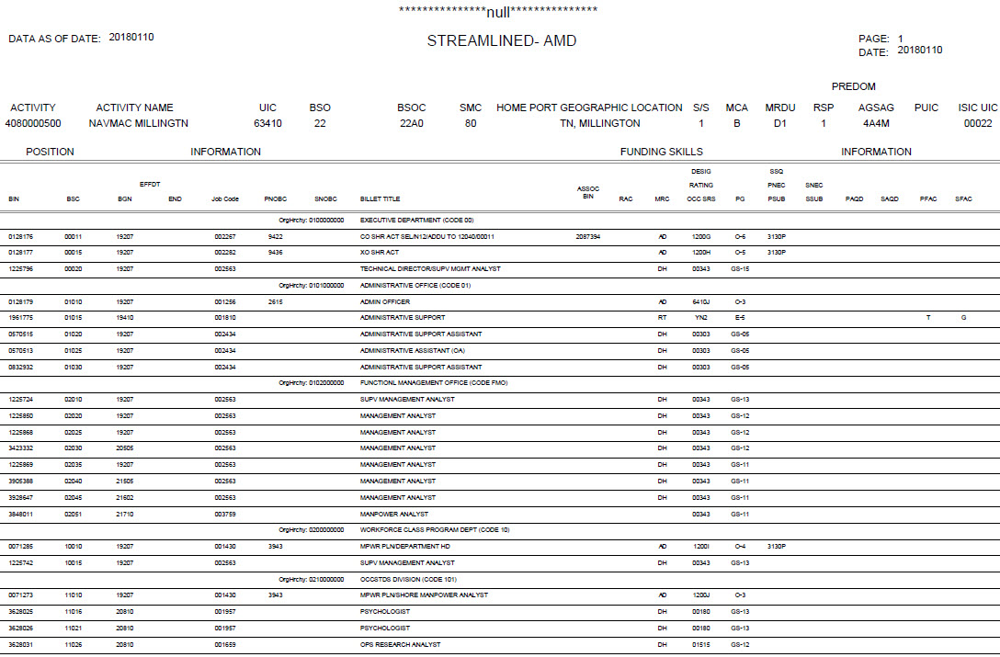 ***************null***************
DATA AS OF DATE: 20180110
STREAMLINED- AMD
PAGE: 1
DATE: 20180110
PREDOM
ACTIVITY ACTIVITY NAME UIC BSO BSOC SMC HOME PORT GEOGRAPHIC LOCATION S/S MCA MRDU RSP AGSAG PUIC ISIC UIC
4080000500 NAVMAC MILLINGTN 63410 22 22A0 80 TN, MILLINGTON 1 B D1 1 4A4M 00022
POSITION INFORMATION FUNDING SKILLS INFORMATION
DESIG SSQ
EFFDT RATING PNEC SNEC
ASSOC
BIN BSC BGN END Job Code PNOBC SNOBC BILLET TITLE BIN RAC MRC OCC SRS PG PSUB SSUB PAQD SAQD PFAC SFAC
OrgHrchy: 0100000000 EXECUTIVE DEPARTMENT (CODE 00)
0128176 00011 19207 002267 9422 CO SHR ACT SEL/N12/ADDU TO 12040/00011 2087394 AD 1200G O-6 3130P
0128177 00015 19207 002282 9436 XO SHR ACT AD 1200H O-5 3130P
1225796 00020 19207 002563 TECHNICAL DIRECTOR/SUPV MGMT ANALYST DH 00343 GS-15
OrgHrchy: 0101000000 ADMINISTRATIVE OFFICE (CODE 01)
0128179 01010 19207 001256 2615 ADMIN OFFICER AD 6410J O-3
1961775 01015 19410 001810 ADMINISTRATIVE SUPPORT RT YN2 E-5 T G
0570515 01020 19207 002434 ADMINISTRATIVE SUPPORT ASSISTANT DH 00303 GS-05
0570513 01025 19207 002434 ADMINISTRATIVE ASSISTANT (OA) DH 00303 GS-05
0832932 01030 19207 002434 ADMINISTRATIVE SUPPORT ASSISTANT DH 00303 GS-05
OrgHrchy: 0102000000 FUNCTIONL MANAGEMENT OFFICE (CODE FMO)
1225724 02010 19207 002563 SUPV MANAGEMENT ANALYST DH 00343 GS-13
1225850 02020 19207 002563 MANAGEMENT ANALYST DH 00343 GS-12
1225868 02025 19207 002563 MANAGEMENT ANALYST DH 00343 GS-12
3423332 02030 20505 002563 MANAGEMENT ANALYST DH 00343 GS-12
1225869 02035 19207 002563 MANAGEMENT ANALYST DH 00343 GS-11
3905388 02040 21505 002563 MANAGEMENT ANALYST DH 00343 GS-11
3928647 02045 21602 002563 MANAGEMENT ANALYST DH 00343 GS-11
3848011 02051 21710 003759 MANPOWER ANALYST 00343 GS-11
OrgHrchy: 0200000000 WORKFORCE CLASS PROGRAM DEPT (CODE 10)
0071285 10010 19207 001430 3943 MPWR PLN/DEPARTMENT HD AD 1200I O-4 3130P
1225742 10015 19207 002563 SUPV MANAGEMENT ANALYST DH 00343 GS-13
OrgHrchy: 0210000000 OCCSTDS DIVISION (CODE 101)
0071273 11010 19207 001430 3943 MPWR PLN/SHORE MANPOWER ANALYST AD 1200J O-3
3628025 11016 20810 001957 PSYCHOLOGIST DH 00180 GS-13
3628026 11021 20810 001957 PSYCHOLOGIST DH 00180 GS-13
3628031 11026 20810 001659 OPS RESEARCH ANALYST DH 01515 GS-12